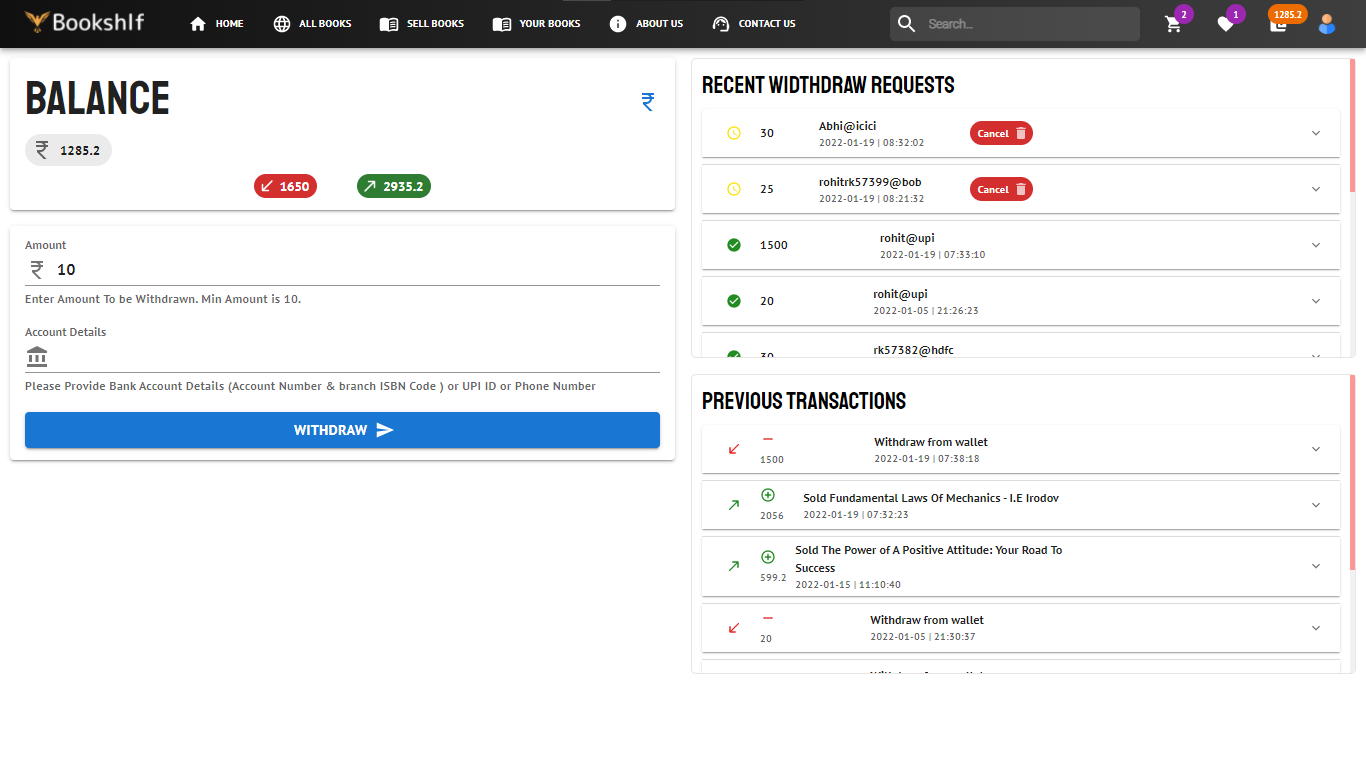 Bookshlf
HOME
ALL BOOKS
SELL BOOKS
YOUR BOOKS
ABOUT US
CONTACT US
Search...
2
1
1285.2
BALANCE
₹
₹ 1285.2
1650
2935.2
Amount
₹ 10
Enter Amount To be Withdrawn. Min Amount is 10.
Account Details
Please Provide Bank Account Details (Account Number & branch ISBN Code ) or UPI ID or Phone Number
WITHDRAW
RECENT WIDTHDRAW REQUESTS
30
Abhi@icici
2022-01-19 | 08:32:02
Cancel
25
rohitrk57399@bob
2022-01-19 | 08:21:32
Cancel
1500
rohit@upi
2022-01-19 | 07:33:10
20
rohit@upi
2022-01-05 | 21:26:23
30
rk57382@hdfc
PREVIOUS TRANSACTIONS
1500
Withdraw from wallet
2022-01-19 | 07:38:18
2056
Sold Fundamental Laws Of Mechanics - I.E Irodov
2022-01-19 | 07:32:23
599.2
Sold The Power of A Positive Attitude: Your Road To
Success
2022-01-15 | 11:10:40
20
Withdraw from wallet
2022-01-05 | 21:30:37
Withdraw from wallet